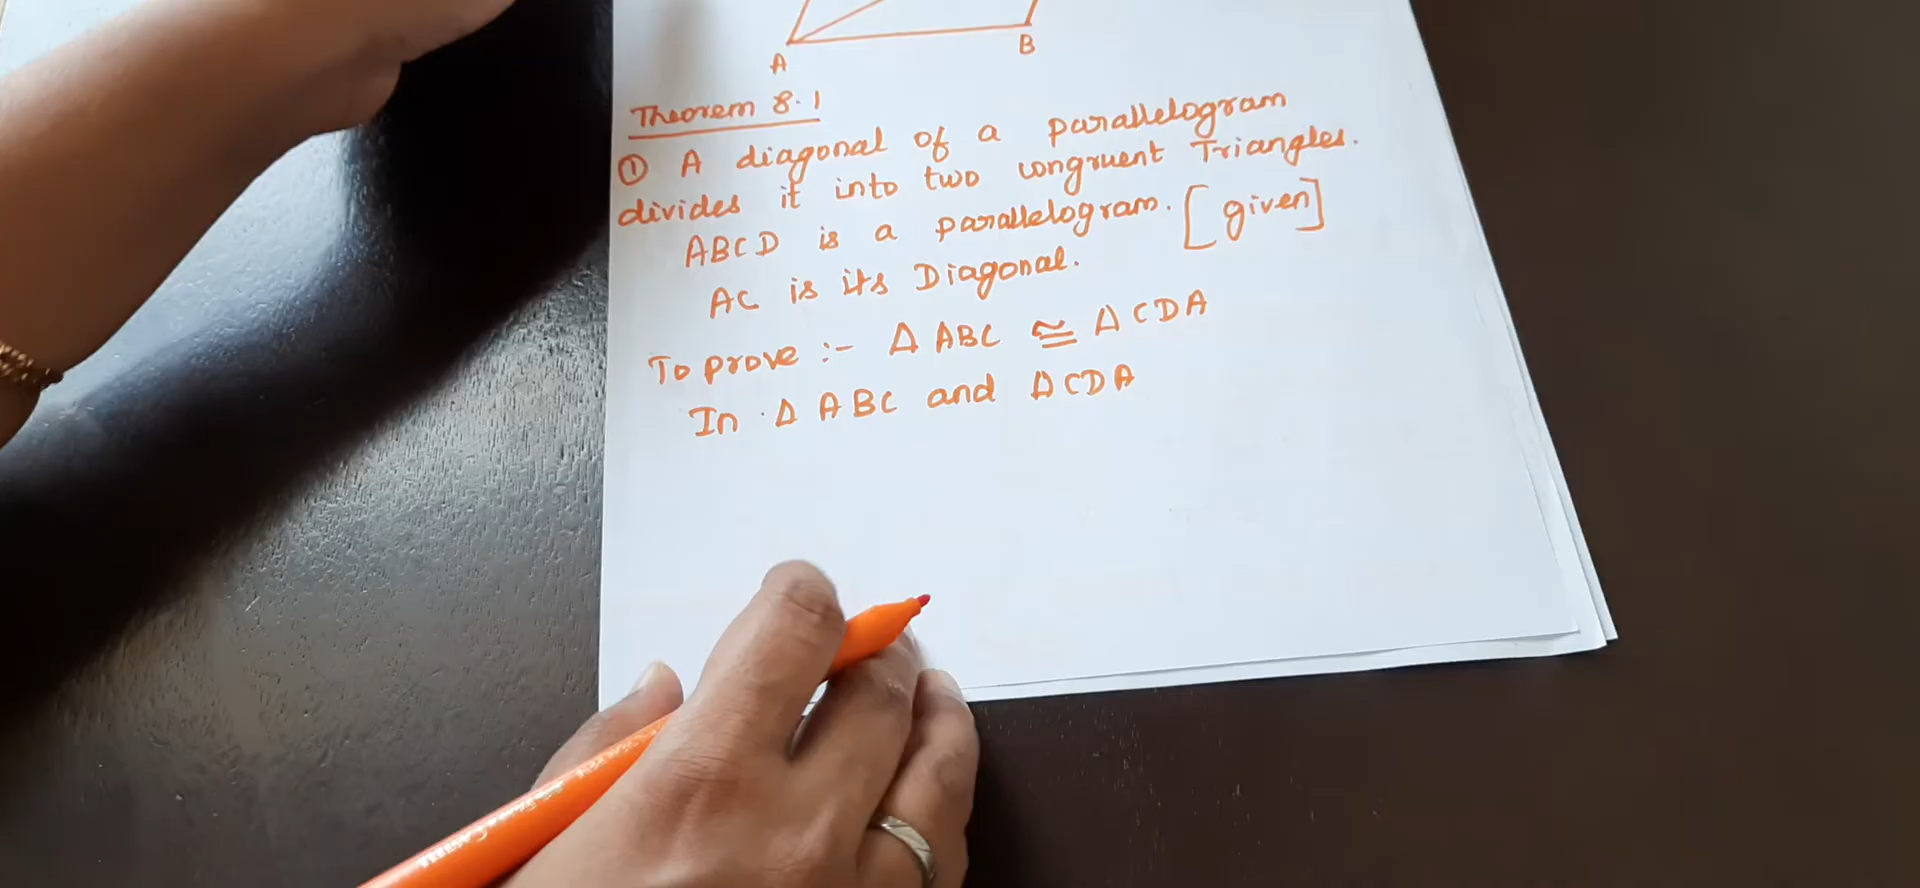 A
B
Theorem 8.1
① A diagonal of a parallelogram
divides it into two congruent Triangles.
ABCD is a parallelogram. [given]
AC is its Diagonal.
To prove :- Δ ABC ≅ Δ CDA
In Δ ABC and Δ CDA